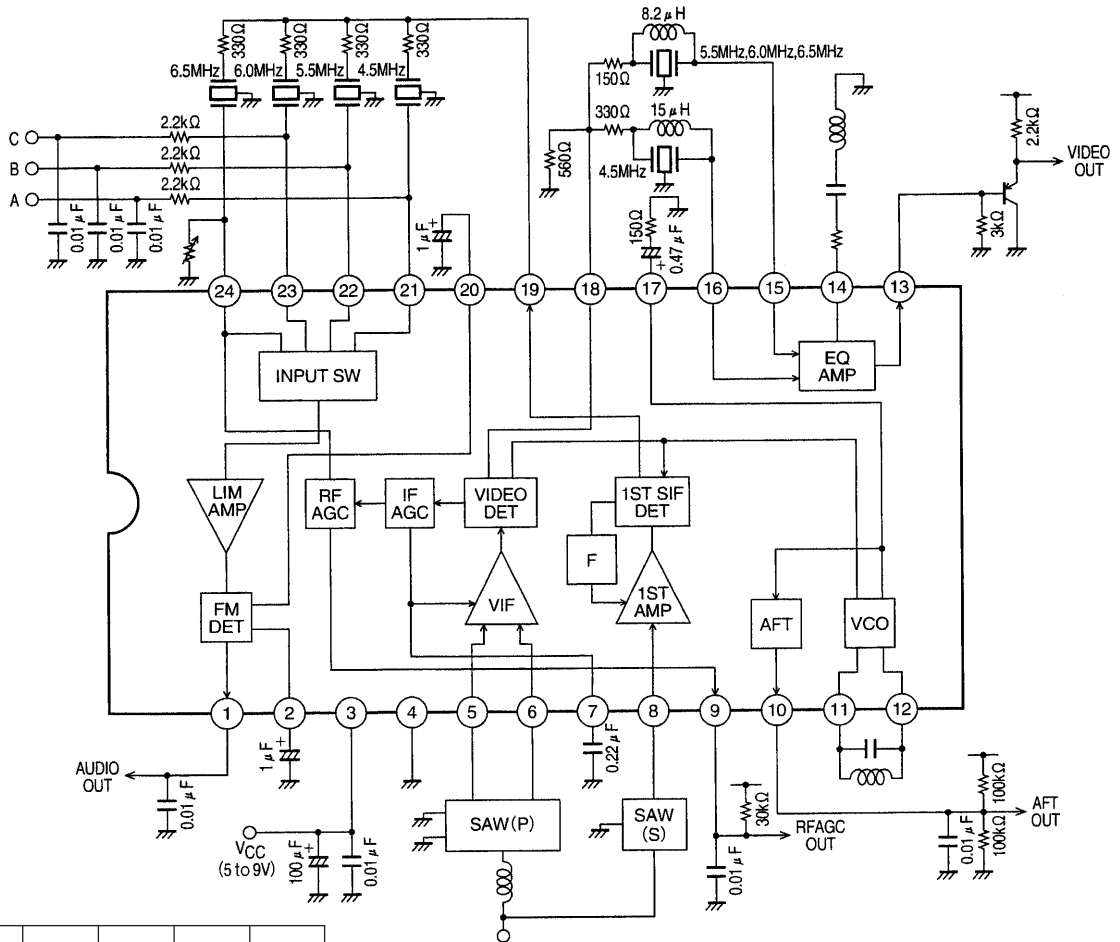 8.2μH
330Ω 330Ω 330Ω 330Ω
6.5MHz 6.0MHz 5.5MHz 4.5MHz
5.5MHz,6.0MHz,6.5MHz
150Ω
330Ω 15μH
4.5MHz
560Ω
2.2kΩ
VIDEO OUT
3kΩ
C 2.2kΩ
B 2.2kΩ
A 2.2kΩ
0.01μF 0.01μF 0.01μF
1μF +
150Ω
0.47μF +
24 23 22 21 20 19 18 17 16 15 14 13
INPUT SW
EQ AMP
LIM AMP
RF AGC
IF AGC
VIDEO DET
1ST SIF DET
F
VIF
1ST AMP
FM DET
AFT
VCO
1 2 3 4 5 6 7 8 9 10 11 12
AUDIO OUT
0.01μF
1μF +
VCC
(5 to 9V)
100μF +
0.01μF
SAW(P)
0.22μF
SAW (S)
30kΩ
RFAGC OUT
0.01μF
100kΩ
AFT OUT
0.01μF
100kΩ